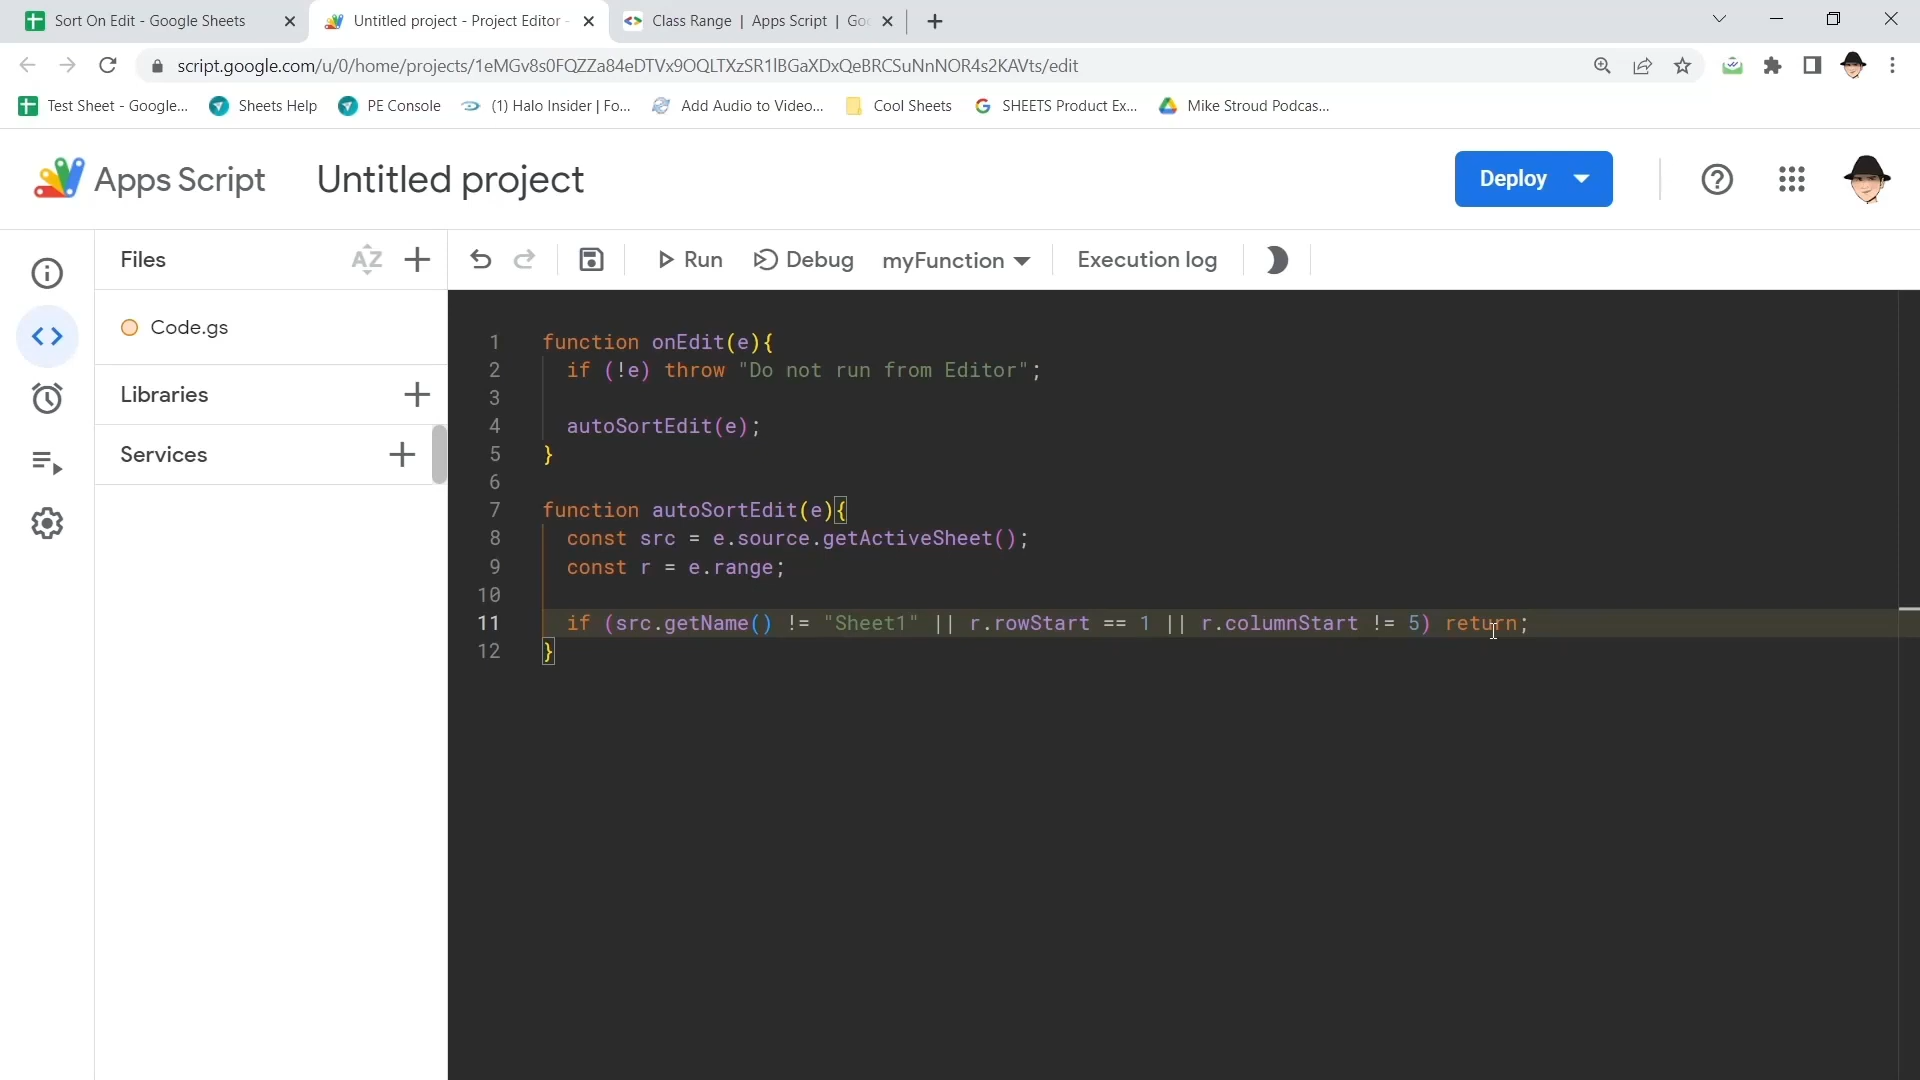 Sort On Edit - Google Sheets
Untitled project - Project Editor -
Class Range | Apps Script | Goo
script.google.com/u/0/home/projects/1eMGv8s0FQZZa84eDTVx9OQLTXzSR1lBGaXDxQeBRCSuNnNOR4s2KAVts/edit
Test Sheet - Google... Sheets Help PE Console (1) Halo Insider | Fo... Add Audio to Video... Cool Sheets SHEETS Product Ex... Mike Stroud Podcas...
Apps Script Untitled project Deploy
Files AZ Run Debug myFunction Execution log
Code.gs
Libraries
Services
1 function onEdit(e){
2 if (!e) throw "Do not run from Editor";
3
4 autoSortEdit(e);
5 }
6
7 function autoSortEdit(e){
8 const src = e.source.getActiveSheet();
9 const r = e.range;
10
11 if (src.getName() != "Sheet1" || r.rowStart == 1 || r.columnStart != 5) return;
12 }